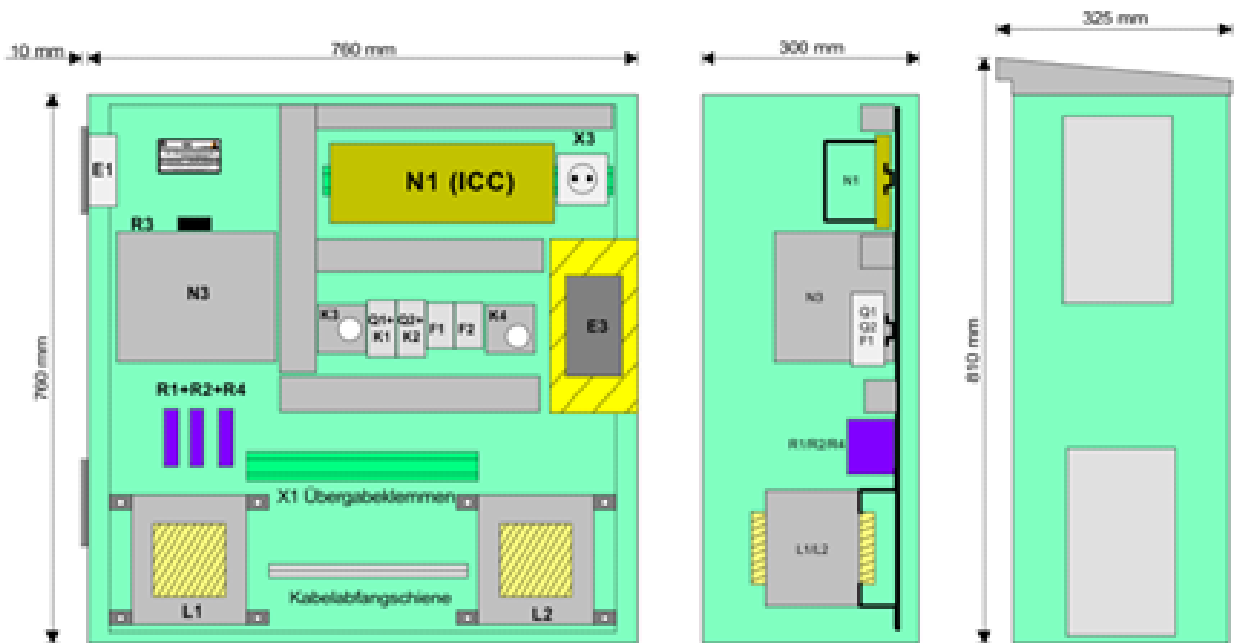 10 mm
760 mm
300 mm
325 mm
E1
X3
N1 (ICC)
N1
R3
N3
N3
K3
Q1+
K1
Q2+
K2
F1
F2
K4
E3
Q1
Q2
F1
760 mm
810 mm
R1+R2+R4
R1/R2/R4
X1 Übergabeklemmen
L1/L2
Kabelabfangschiene
L1
L2